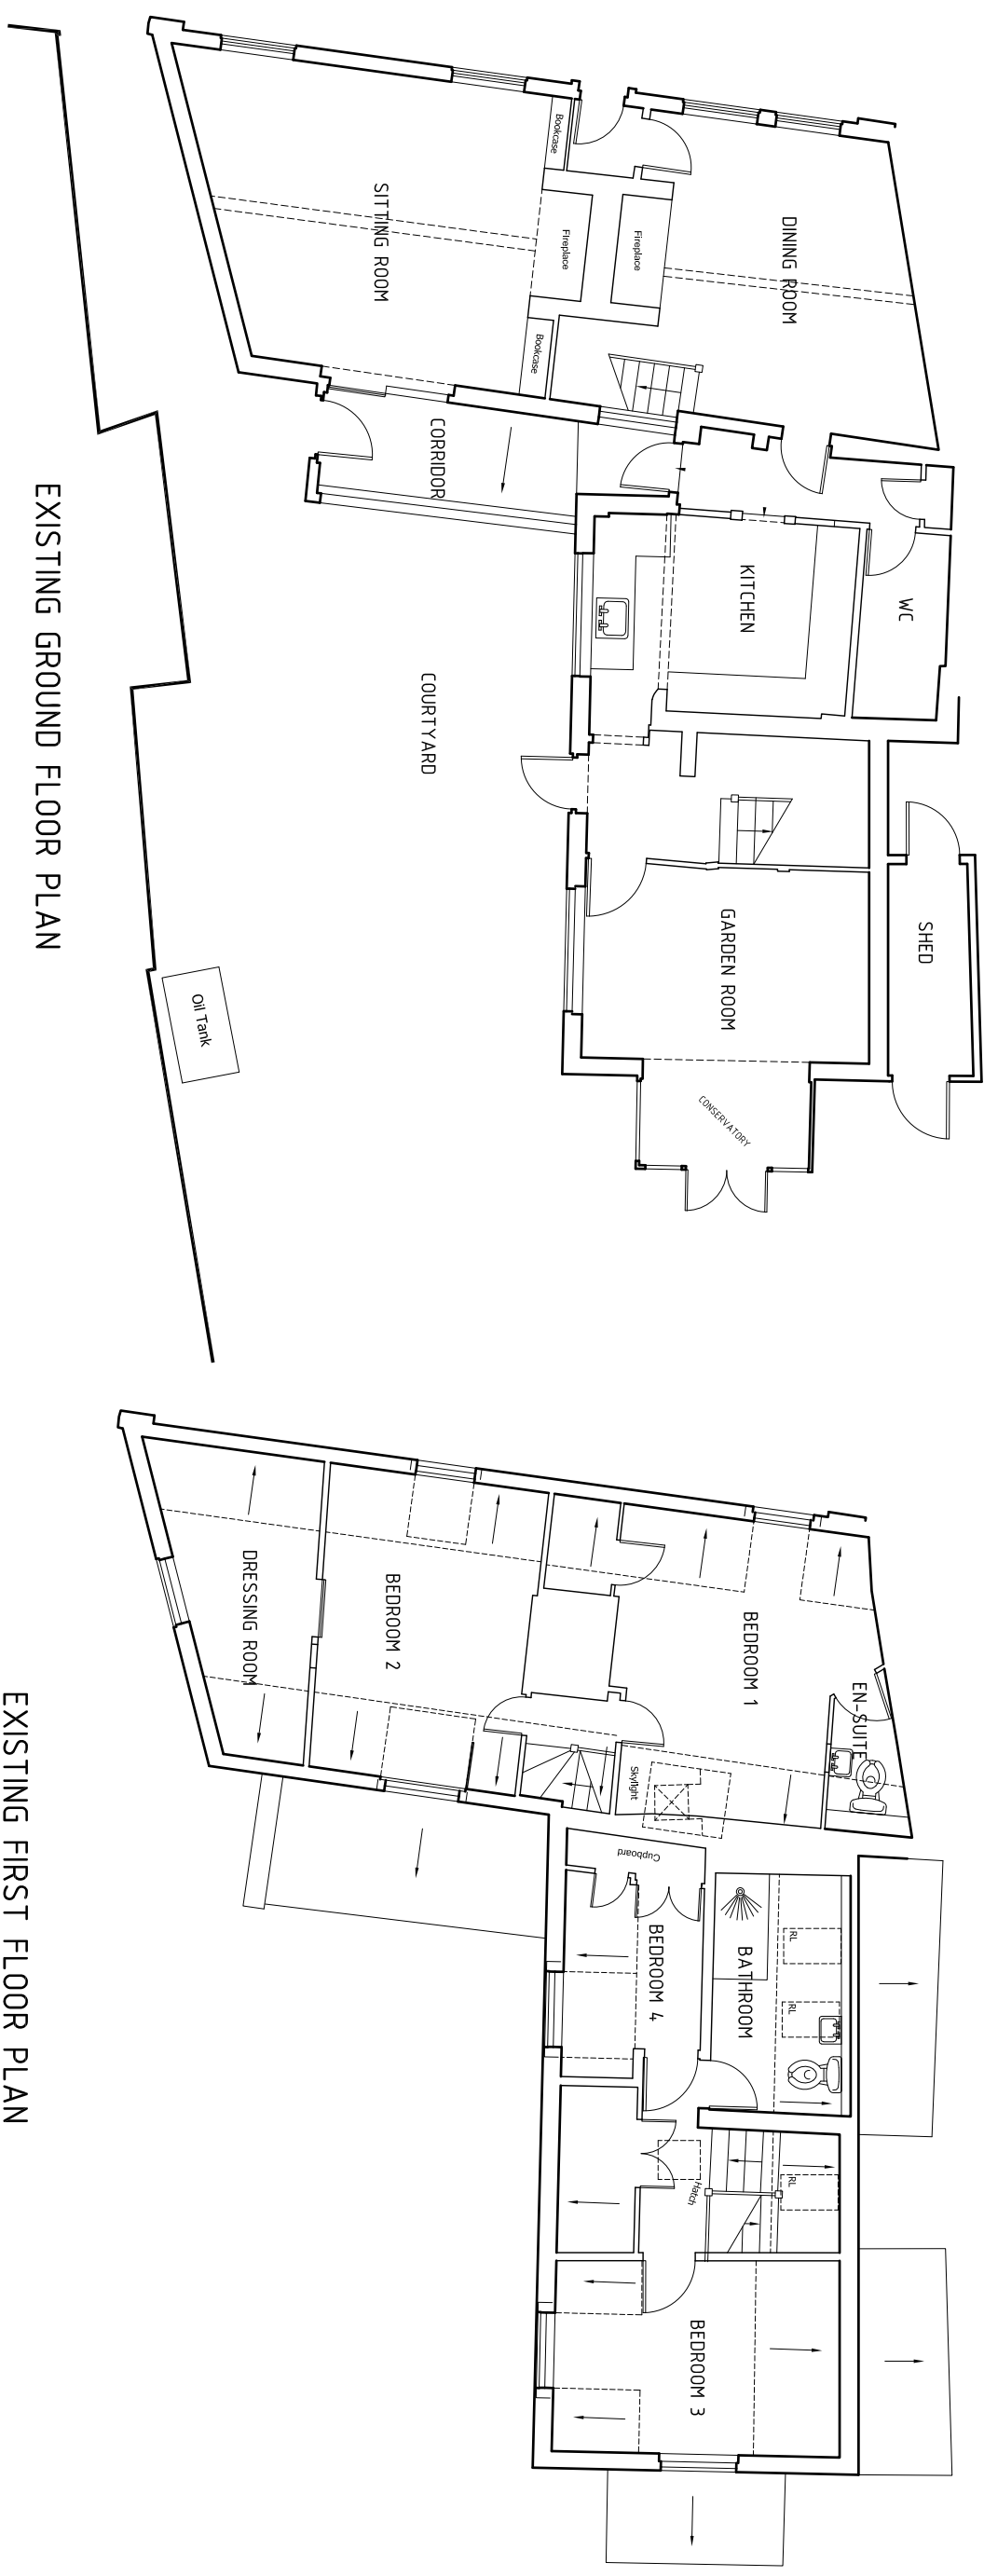 EXISTING GROUND FLOOR PLAN
SITTING ROOM
Bookcase
Fireplace
Fireplace
Bookcase
DINING ROOM
CORRIDOR
KITCHEN
WC
COURTYARD
GARDEN ROOM
SHED
CONSERVATORY
Oil Tank
EXISTING FIRST FLOOR PLAN
DRESSING ROOM
BEDROOM 2
BEDROOM 1
EN-SUITE
Skylight
Cupboard
BEDROOM 4
BATHROOM
RL
RL
RL
Hatch
BEDROOM 3